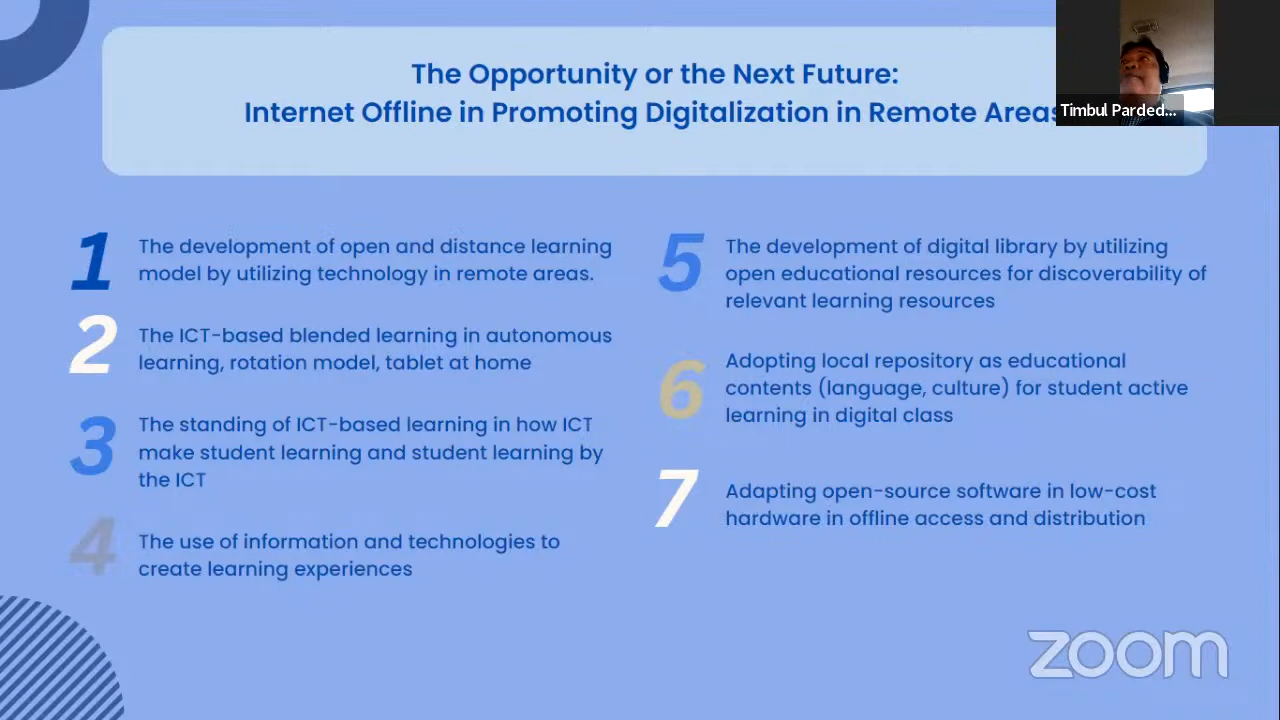 The Opportunity or the Next Future:
Internet Offline in Promoting Digitalization in Remote Areas
Timbul Parded...
1
The development of open and distance learning
model by utilizing technology in remote areas.
2
The ICT-based blended learning in autonomous
learning, rotation model, tablet at home
3
The standing of ICT-based learning in how ICT
make student learning and student learning by
the ICT
4
The use of information and technologies to
create learning experiences
5
The development of digital library by utilizing
open educational resources for discoverability of
relevant learning resources
6
Adopting local repository as educational
contents (language, culture) for student active
learning in digital class
7
Adapting open-source software in low-cost
hardware in offline access and distribution
zoom